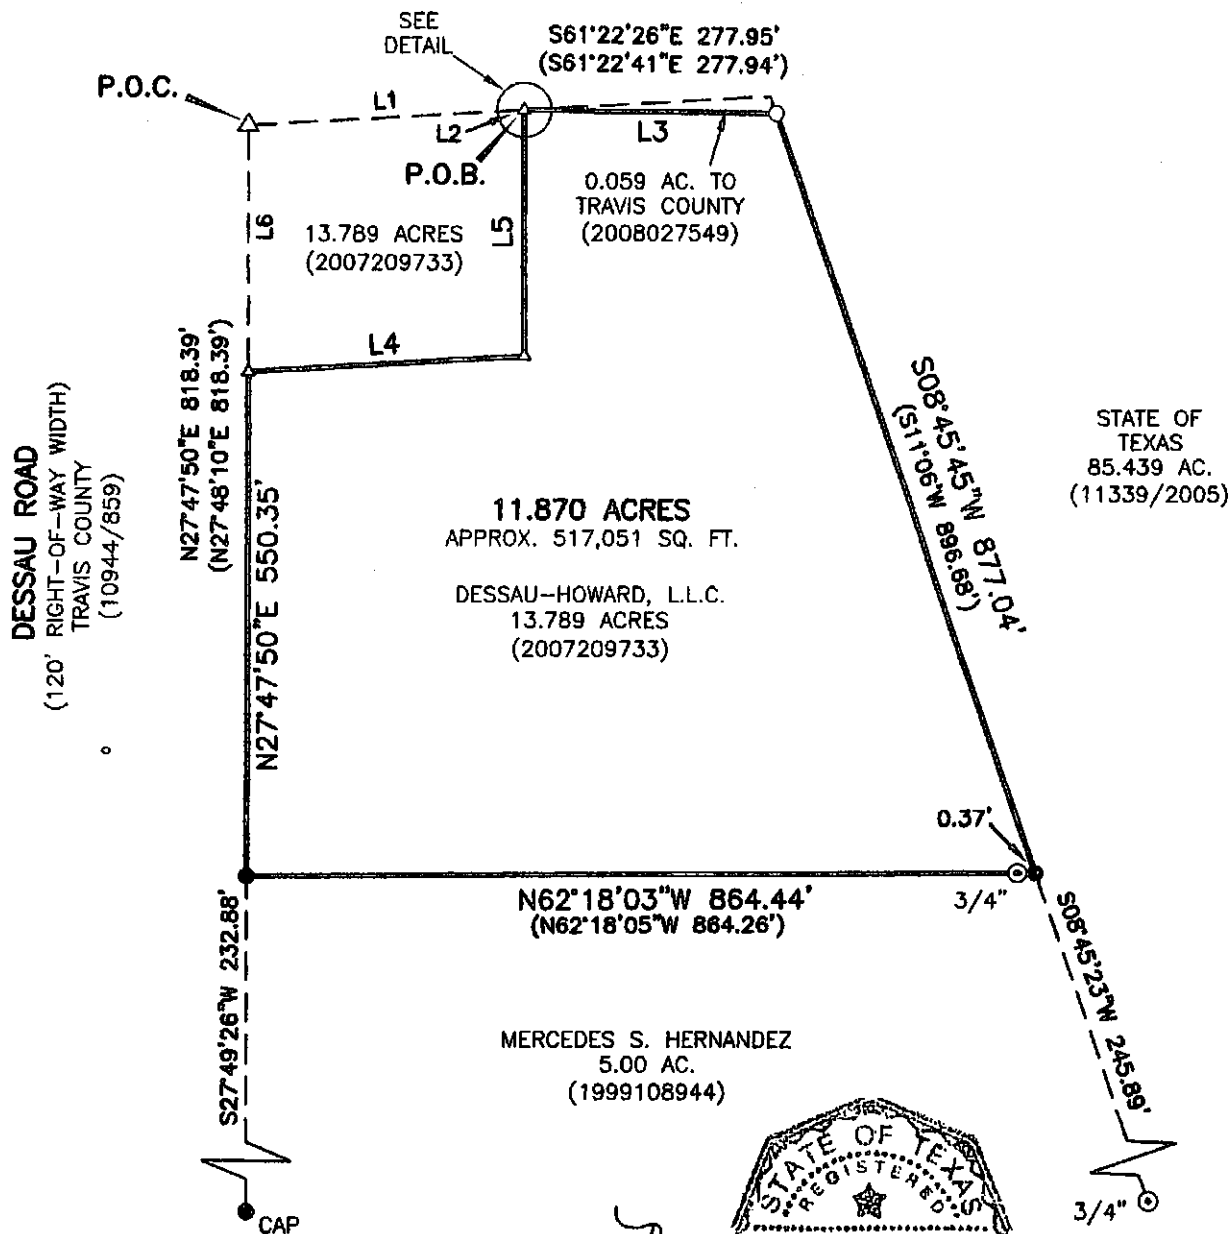 SEE
DETAIL
S61°22'26"E 277.95'
(S61°22'41"E 277.94')
P.O.C.
L1
L2
L3
P.O.B.
0.059 AC. TO
TRAVIS COUNTY
(2008027549)
L6
13.789 ACRES
(2007209733)
L5
L4
DESSAU ROAD
(120' RIGHT-OF-WAY WIDTH)
TRAVIS COUNTY
(10944/859)
N27°47'50"E 818.39'
(N27°48'10"E 818.39')
N27°47'50"E 550.35'
S08°45'45"W 877.04'
(S11°06'W 896.68')
STATE OF
TEXAS
85.439 AC.
(11339/2005)
11.870 ACRES
APPROX. 517,051 SQ. FT.
DESSAU-HOWARD, L.L.C.
13.789 ACRES
(2007209733)
0.37'
N62°18'03"W 864.44'
(N62°18'05"W 864.26')
3/4"
S27°49'26"W 232.88'
S08°45'23"W 245.89'
MERCEDES S. HERNANDEZ
5.00 AC.
(1999108944)
STATE OF TEXAS
REGISTERED
CAP
3/4"